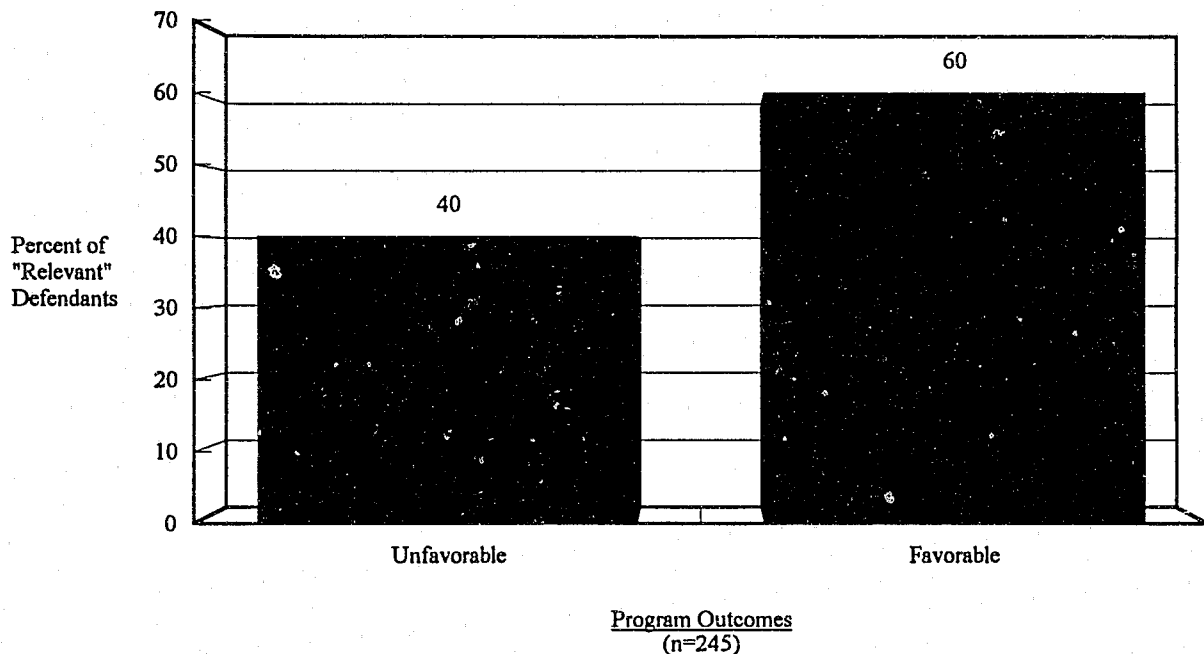 70
60
60
50
40
40
Percent of
"Relevant"
Defendants
30
20
10
0
Unfavorable Favorable
Program Outcomes
(n=245)